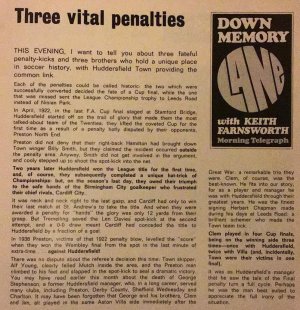 Three vital penalties
THIS EVENING, I want to tell you about three fateful
penalty-kicks and three brothers who hold a unique place
in soccer history, with Huddersfield Town providing the
common link.
Each of the penalties could be called historic: the two which were
successfully converted decided the fate of a Cup final, while the one
that was missed sent the League Championship trophy to Leeds Road
instead of Ninian Park.
In April, 1922, in the last F.A. Cup final staged at Stamford Bridge,
Huddersfield started off on the trail of glory that made them the most
talked-about team of the Twenties. They lifted the coveted Cup for the
first time as a result of a penalty hotly disputed by their opponents,
Preston North End.
Preston did not deny that their right-back Hamilton had brought down
Town winger Billy Smith, but they claimed the incident occurred outside
the penalty area. Anyway, Smith did not get involved in the argument,
and coolly stepped up to shoot the spot-kick into the net.
Two years later Huddersfield won the League title for the first time,
and, of course, they subsequently completed a unique hat-trick of
Championships. But on the season's last day, they owed their triumph
to the safe hands of the Birmingham City goalkeeper who frustrated
their chief rivals, Cardiff City.
It was neck and neck right to the last gasp, and Cardiff had only to win
their last match at St. Andrew's to take the title. And when they were
awarded a penalty for "hands" the glory was only 12 yards from their
grasp. But Trembling seized the Len Davies spot-kick at the second
attempt, and a 0-0 draw meant Cardiff had conceded the title to
Huddersfield by a fraction of a goal.
In 1938 Preston, victims of that 1922 penalty blow, levelled the "score"
when they won the Wembley final from the spot in the last minute of
extra time ... against Huddersfield!
There was no dispute about the referee's decision this time. Town skipper
Alf Young clearly felled Mutch inside the area, and the Preston man
climbed to his feet and slapped in the spot-kick to seal a dramatic victory.
You may have read earlier this month about the death of George
Stephenson, a former Huddersfield manager, who, in a long career, served
many clubs, including Preston, Derby County, Sheffield Wednesday and
Charlton. It may have been forgotten that George and his brothers, Clem
and Jim, all played in the same Aston Villa side immediately after the
DOWN
MEMORY
LANE
with KEITH
FARNSWORTH
Morning Telegraph
Great War: a remarkable trio they
were. Clem, of course, was the
best-known. He hit his star status,
for as a player and manager he
was with Huddersfield through their
greatest years. He was the finest
signing Herbert Chapman made
during his days at Leeds Road: a
brilliant schemer who made the
Town team tick.
Clem played in four Cup finals,
being on the winning side three
times—once with Huddersfield,
twice with Villa (and, incidentally,
Town were their victims in one
final).
It was as Huddersfield's manager
that he saw the tale of the Final
penalty turn a full cycle. Perhaps
he was the man best suited to
appreciate the full irony of the
situation.